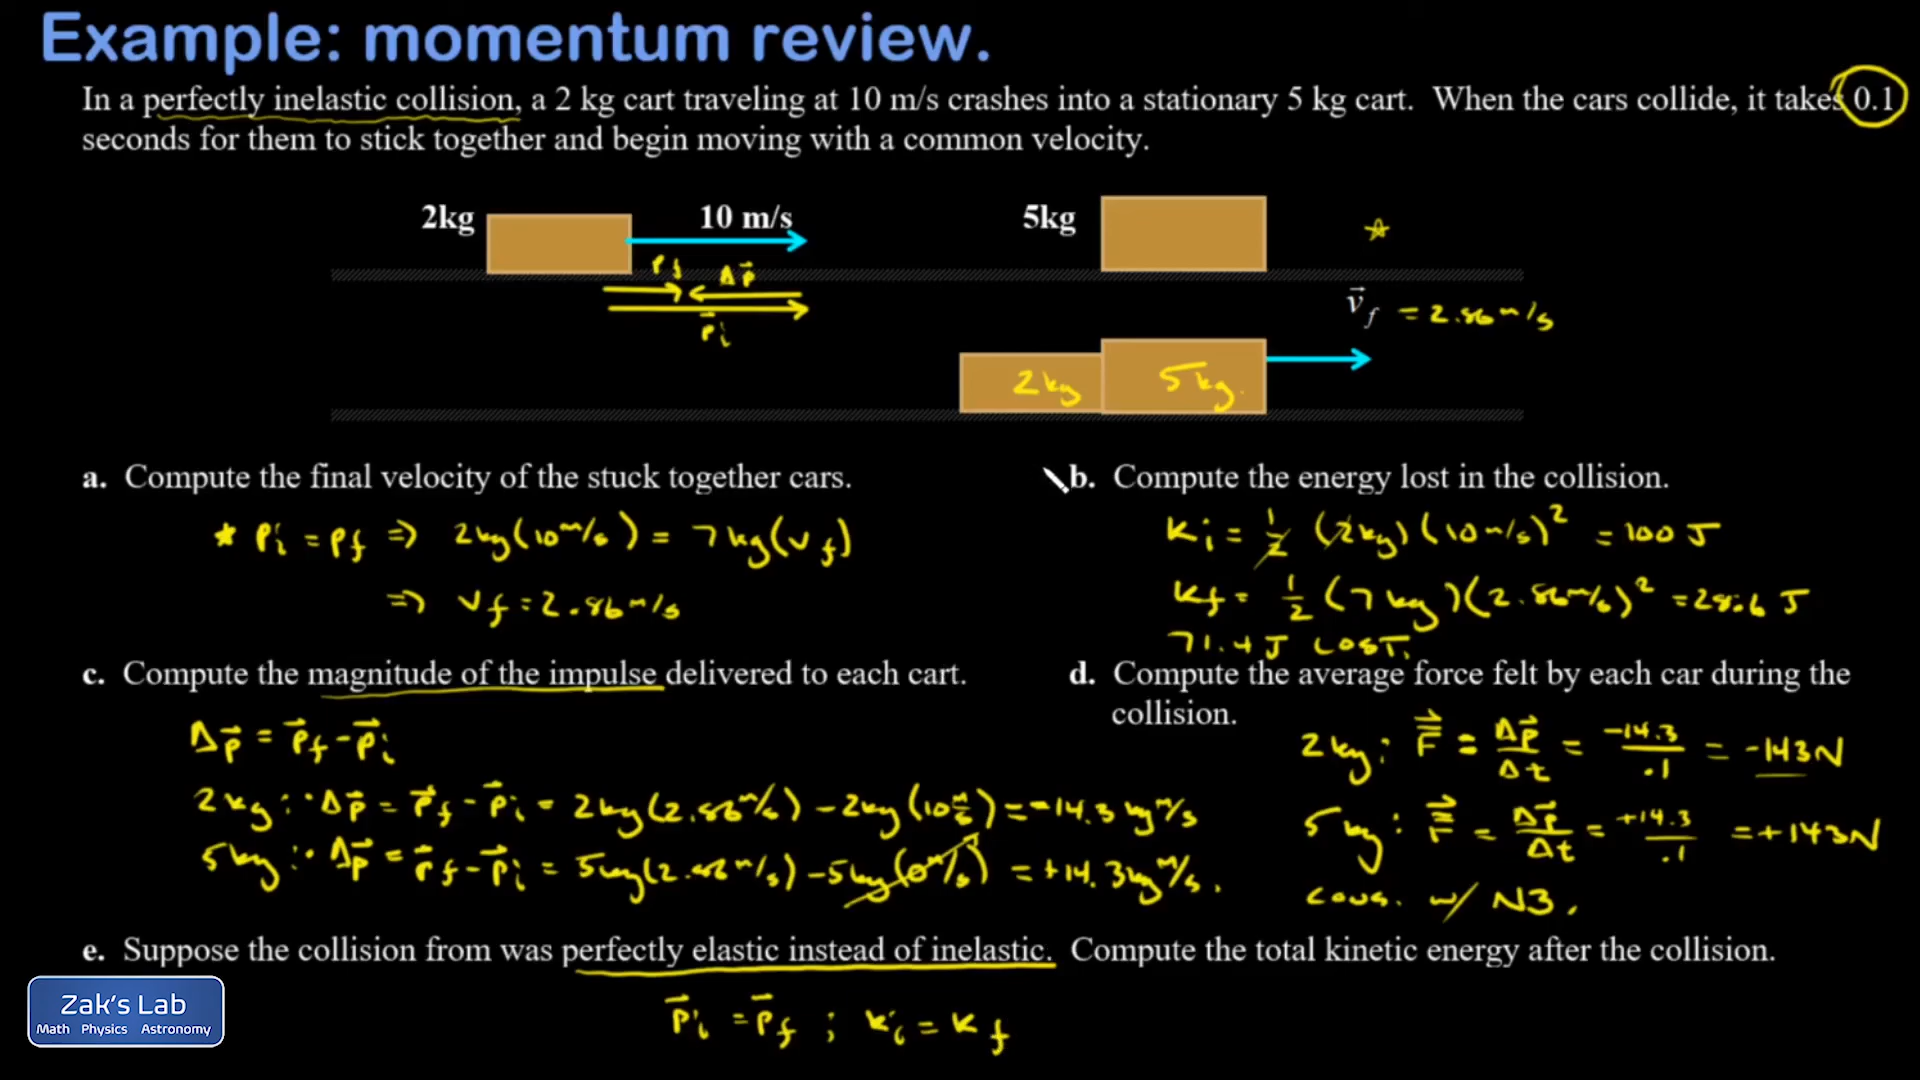 Example: momentum review.
In a perfectly inelastic collision, a 2 kg cart traveling at 10 m/s crashes into a stationary 5 kg cart. When the cars collide, it takes 0.1
seconds for them to stick together and begin moving with a common velocity.
2kg 10 m/s 5kg ☆
pf Δp⃗
p⃗i
v⃗f = 2.86 m/s
2kg 5kg.
a. Compute the final velocity of the stuck together cars.
* Pi = Pf => 2kg(10 m/s) = 7kg(vf)
=> vf = 2.86 m/s
b. Compute the energy lost in the collision.
Ki = 1/2 (2kg)(10 m/s)² = 100 J
Kf = 1/2 (7kg)(2.86 m/s)² = 28.6 J
71.4 J LOST.
c. Compute the magnitude of the impulse delivered to each cart.
Δp⃗ = p⃗f - p⃗i
2kg: · Δp⃗ = p⃗f - p⃗i = 2kg(2.86 m/s) - 2kg(10 m/s) = -14.3 kg m/s
5kg: · Δp⃗ = p⃗f - p⃗i = 5kg(2.86 m/s) - 5kg(0 m/s) = +14.3 kg m/s.
d. Compute the average force felt by each car during the
collision.
2kg: F⃗ = Δp⃗/Δt = -14.3/.1 = -143N
5kg: F⃗ = Δp⃗/Δt = +14.3/.1 = +143N
cons. w/ N3.
e. Suppose the collision from was perfectly elastic instead of inelastic. Compute the total kinetic energy after the collision.
p⃗i = p⃗f ; Ki = Kf
Zak's Lab
Math Physics Astronomy